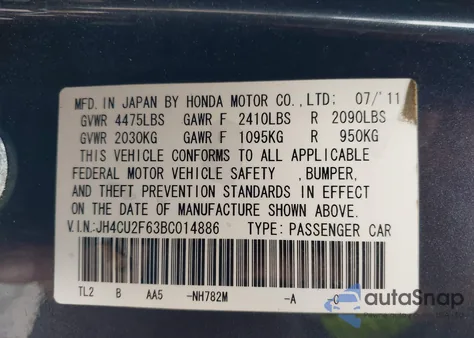 MFD. IN JAPAN BY HONDA MOTOR CO., LTD: 07/'11
GVWR 4475LBS GAWR F 2410LBS R 2090LBS
GVWR 2030KG GAWR F 1095KG R 950KG
THIS VEHICLE CONFORMS TO ALL APPLICABLE
FEDERAL MOTOR VEHICLE SAFETY , BUMPER,
AND THEFT PREVENTION STANDARDS IN EFFECT
ON THE DATE OF MANUFACTURE SHOWN ABOVE.
V.I.N:JH4CU2F63BC014886 TYPE: PASSENGER CAR
TL2 B AA5 -NH782M -A -C
autaSnap